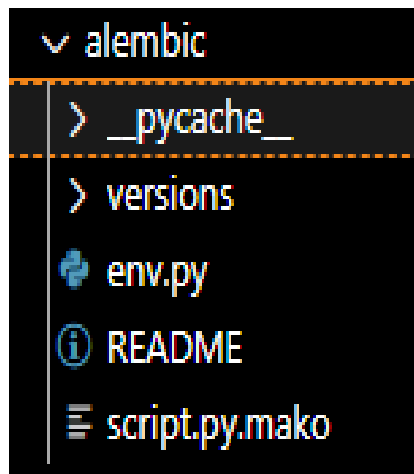 alembic
__pycache__
versions
env.py
README
script.py.mako